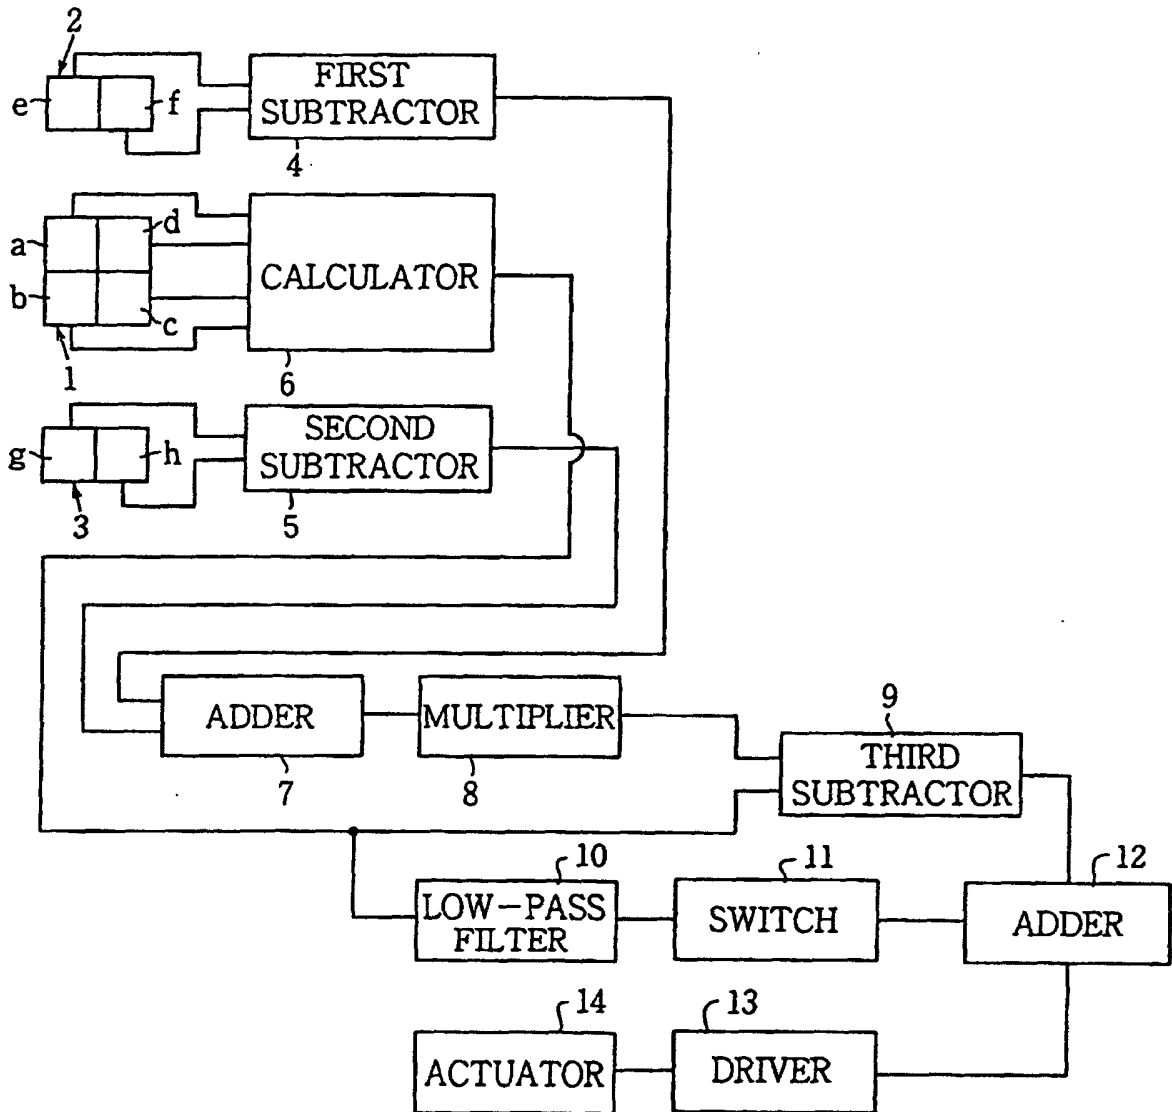 2
e
f
FIRST
SUBTRACTOR
4
a
d
b
c
1
CALCULATOR
6
g
h
3
SECOND
SUBTRACTOR
5
ADDER
7
MULTIPLIER
8
9
THIRD
SUBTRACTOR
10
LOW-PASS
FILTER
11
SWITCH
12
ADDER
14
ACTUATOR
13
DRIVER